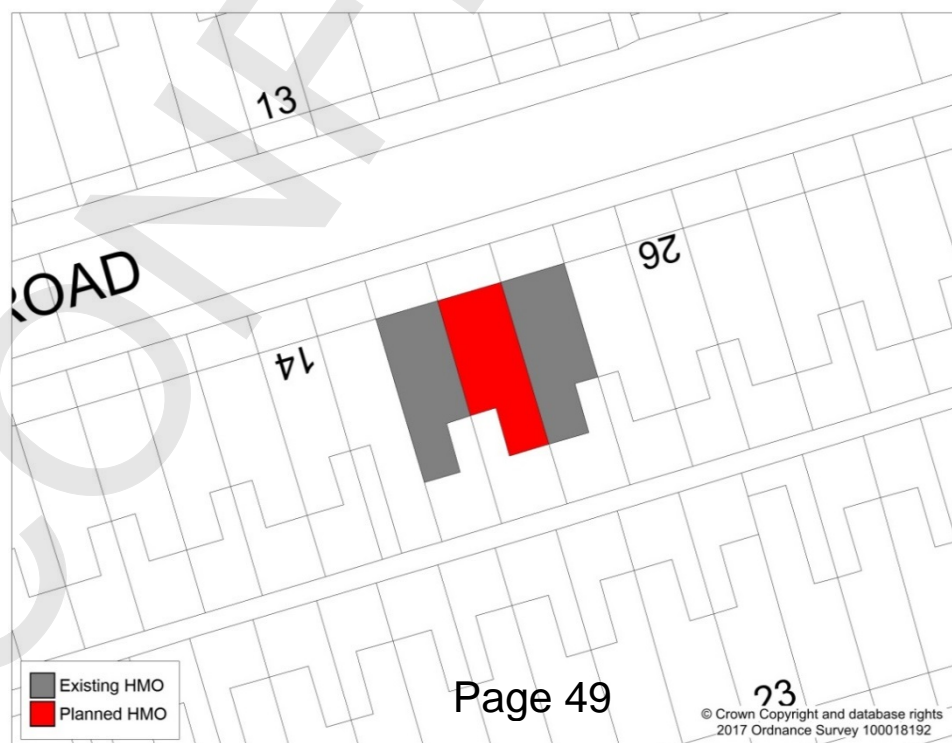 13
ROAD
26
14
Existing HMO
Planned HMO
Page 49
23
© Crown Copyright and database rights
2017 Ordnance Survey 100018192